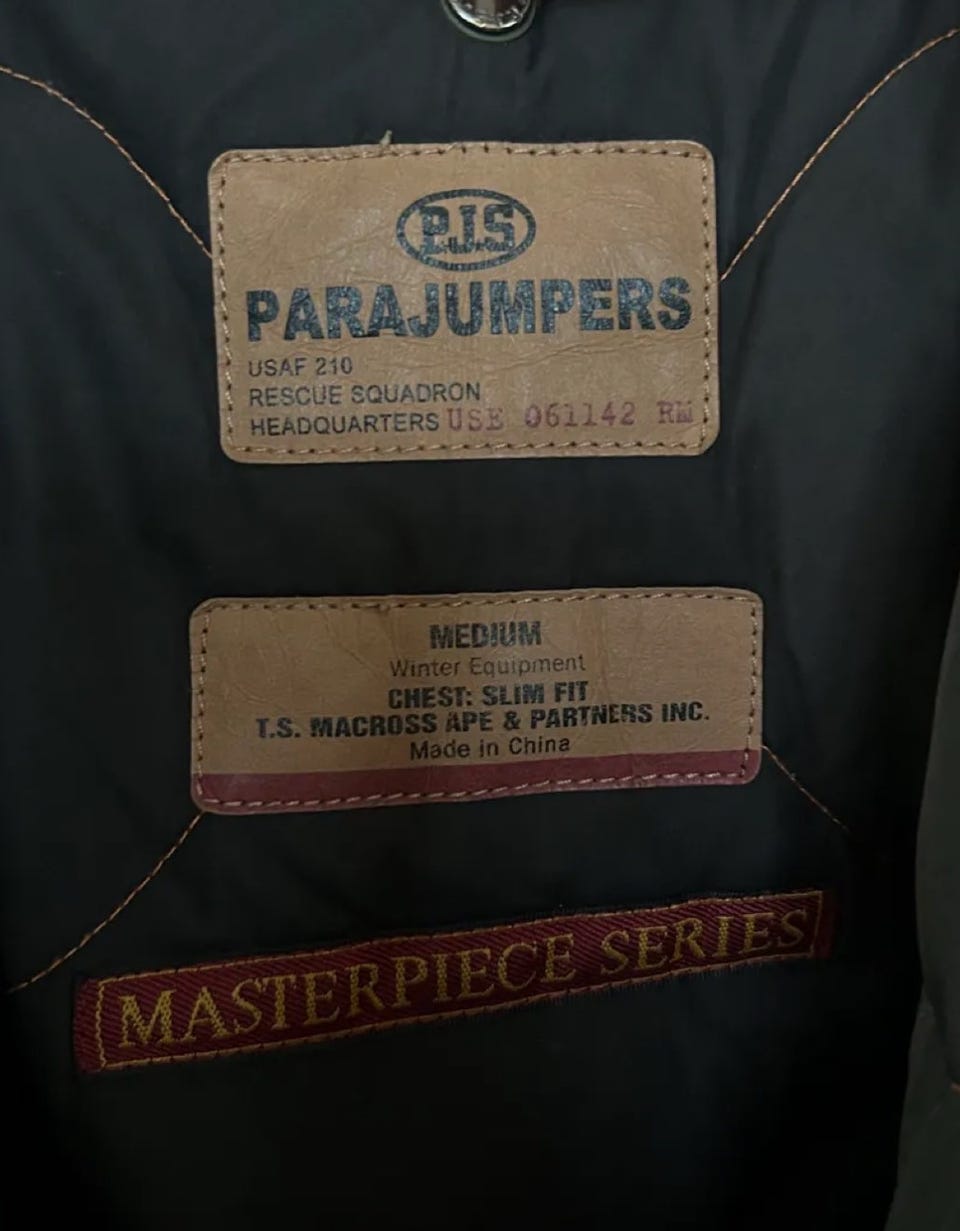 PJS
PARAJUMPERS
USAF 210
RESCUE SQUADRON
HEADQUARTERS USE 061142 RM
MEDIUM
Winter Equipment
CHEST: SLIM FIT
T.S. MACROSS APE & PARTNERS INC.
Made in China
MASTERPIECE SERIES